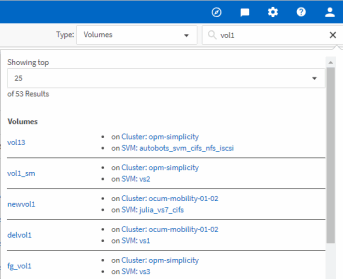 Type: Volumes vol1
Showing top
25
of 53 Results
Volumes
vol13
on Cluster: opm-simplicity
on SVM: autobots_svm_cifs_nfs_iscsi
vol1_sm
on Cluster: opm-simplicity
on SVM: vs2
newvol1
on Cluster: ocum-mobility-01-02
on SVM: julia_vs7_cifs
delvol1
on Cluster: ocum-mobility-01-02
on SVM: vs1
fg_vol1
on Cluster: opm-simplicity
on SVM: vs3